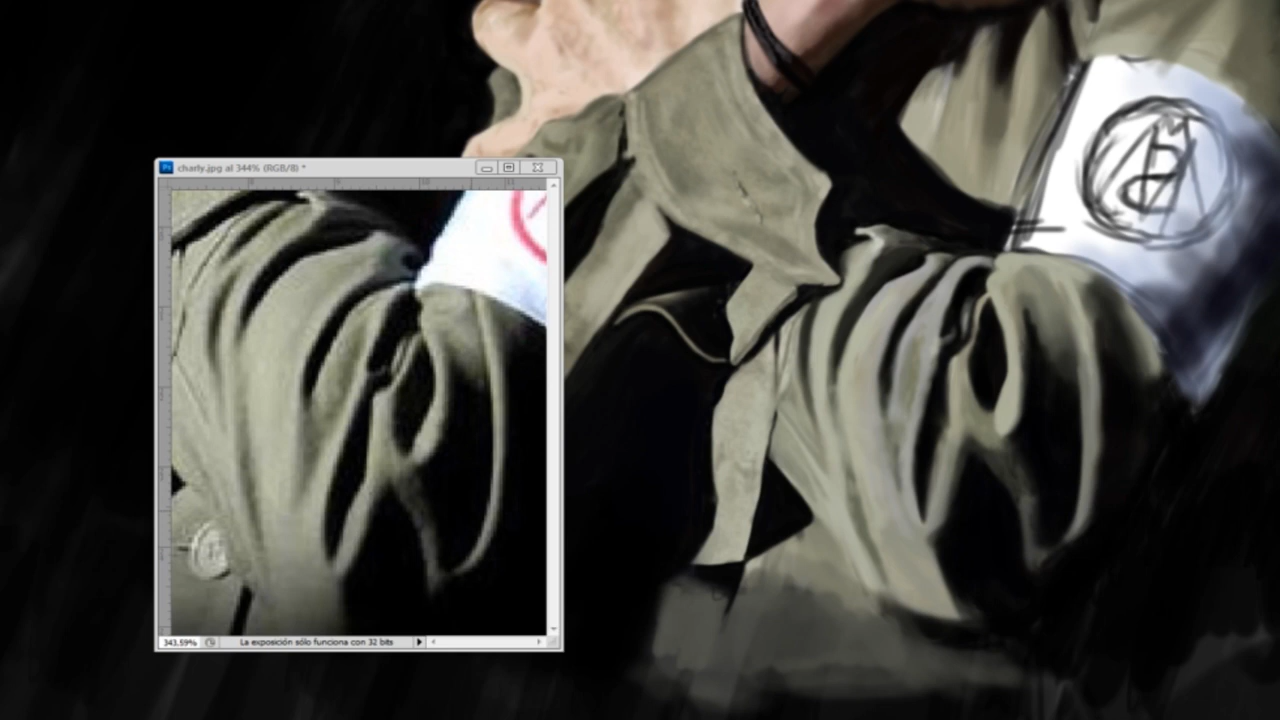 charly.jpg al 344% (RGB/8) *
343.59%
La exposición sólo funciona con 32 bits